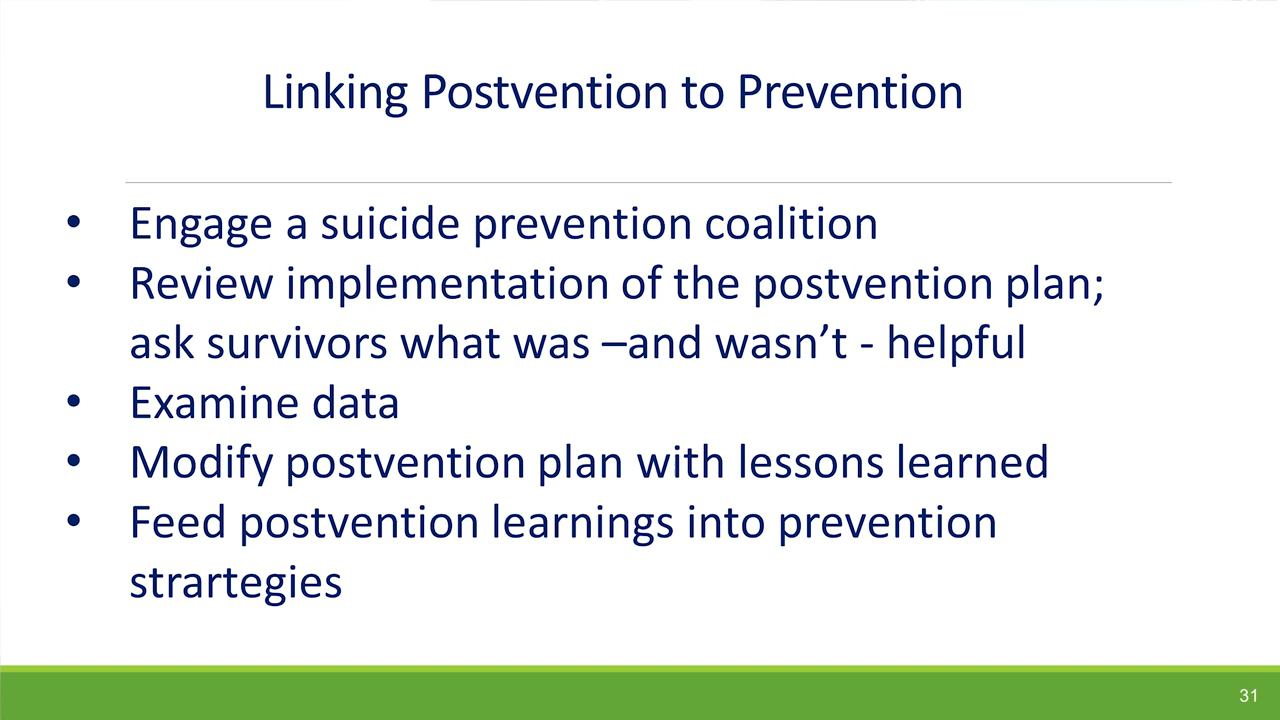 Linking Postvention to Prevention
• Engage a suicide prevention coalition
• Review implementation of the postvention plan;
ask survivors what was –and wasn’t - helpful
• Examine data
• Modify postvention plan with lessons learned
• Feed postvention learnings into prevention
strartegies
31